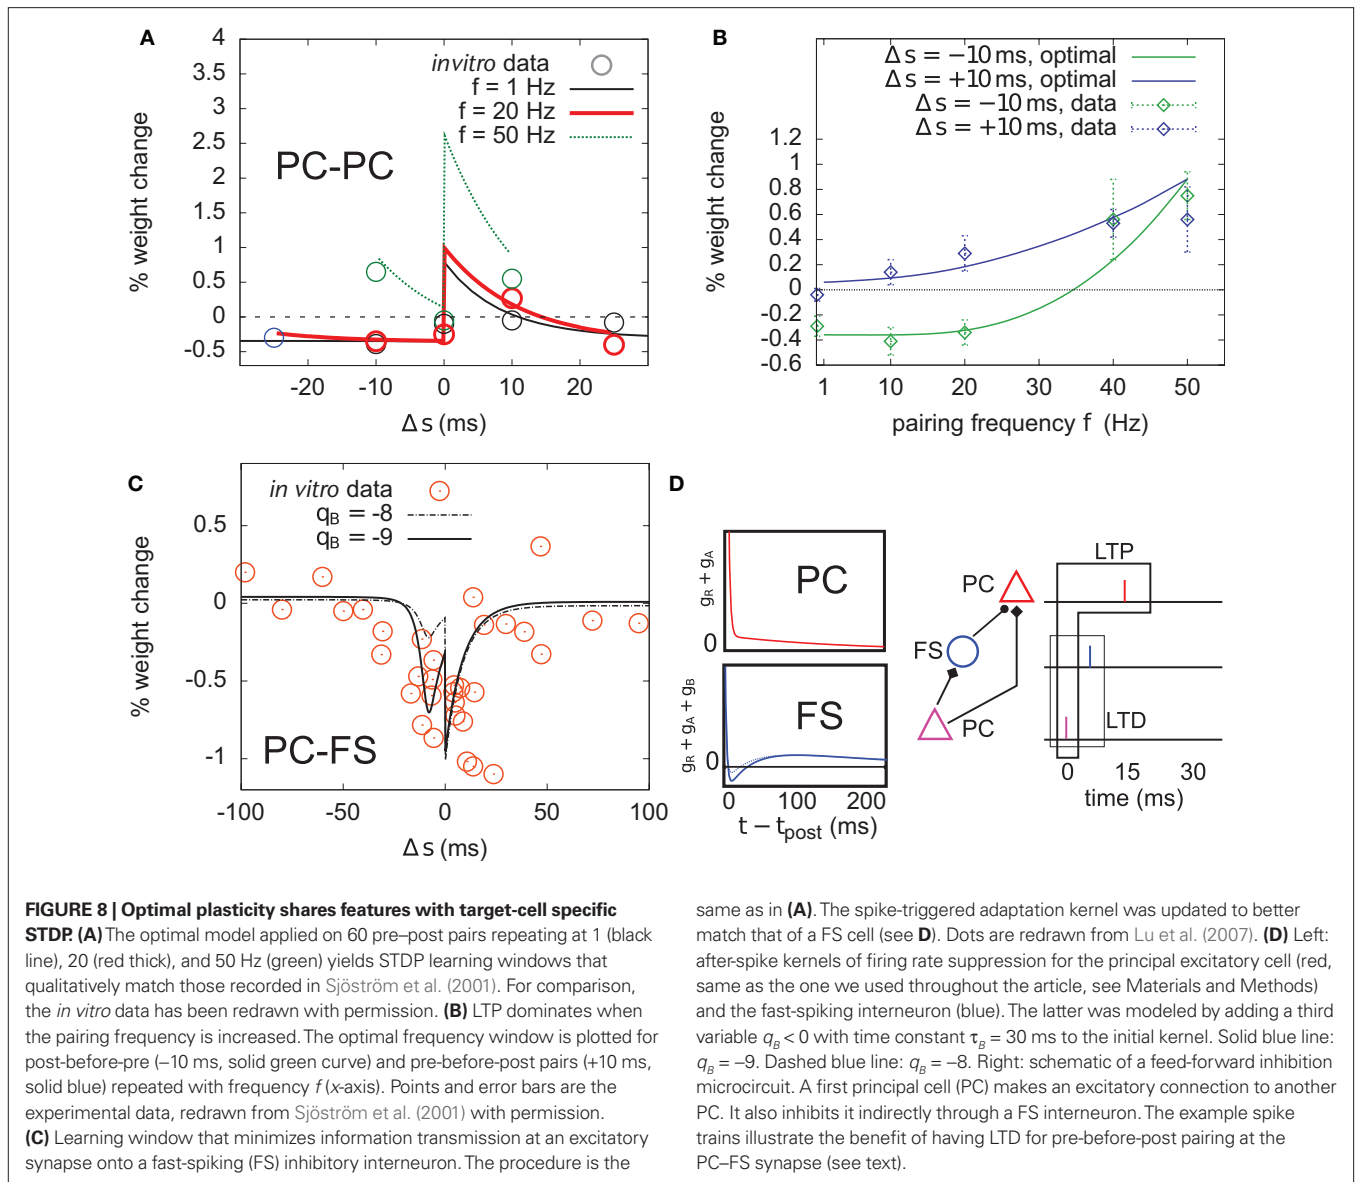 A
4
3.5
3
2.5
2
1.5
1
0.5
0
-0.5
% weight change
invitro data
f = 1 Hz
f = 20 Hz
f = 50 Hz
PC-PC
-20 -10 0 10 20
Δ s (ms)
B
Δ s = −10 ms, optimal
Δ s = +10 ms, optimal
Δ s = −10 ms, data
Δ s = +10 ms, data
% weight change
1.2
1
0.8
0.6
0.4
0.2
0
-0.2
-0.4
-0.6
1 10 20 30 40 50
pairing frequency f (Hz)
C
in vitro data
qB = -8
qB = -9
% weight change
0.5
0
-0.5
-1
PC-FS
-100 -50 0 50 100
Δ s (ms)
D
gR + gA
PC
0
gR + gA + gB
FS
0
0 100 200
t − tpost (ms)
PC
FS
PC
LTP
LTD
0 15 30
time (ms)
FIGURE 8 | Optimal plasticity shares features with target-cell specific
STDP. (A) The optimal model applied on 60 pre–post pairs repeating at 1 (black
line), 20 (red thick), and 50 Hz (green) yields STDP learning windows that
qualitatively match those recorded in Sjöström et al. (2001). For comparison,
the in vitro data has been redrawn with permission. (B) LTP dominates when
the pairing frequency is increased. The optimal frequency window is plotted for
post-before-pre (−10 ms, solid green curve) and pre-before-post pairs (+10 ms,
solid blue) repeated with frequency f (x-axis). Points and error bars are the
experimental data, redrawn from Sjöström et al. (2001) with permission.
(C) Learning window that minimizes information transmission at an excitatory
synapse onto a fast-spiking (FS) inhibitory interneuron. The procedure is the
same as in (A). The spike-triggered adaptation kernel was updated to better
match that of a FS cell (see D). Dots are redrawn from Lu et al. (2007). (D) Left:
after-spike kernels of firing rate suppression for the principal excitatory cell (red,
same as the one we used throughout the article, see Materials and Methods)
and the fast-spiking interneuron (blue). The latter was modeled by adding a third
variable qB < 0 with time constant τB = 30 ms to the initial kernel. Solid blue line:
qB = −9. Dashed blue line: qB = −8. Right: schematic of a feed-forward inhibition
microcircuit. A first principal cell (PC) makes an excitatory connection to another
PC. It also inhibits it indirectly through a FS interneuron. The example spike
trains illustrate the benefit of having LTD for pre-before-post pairing at the
PC–FS synapse (see text).